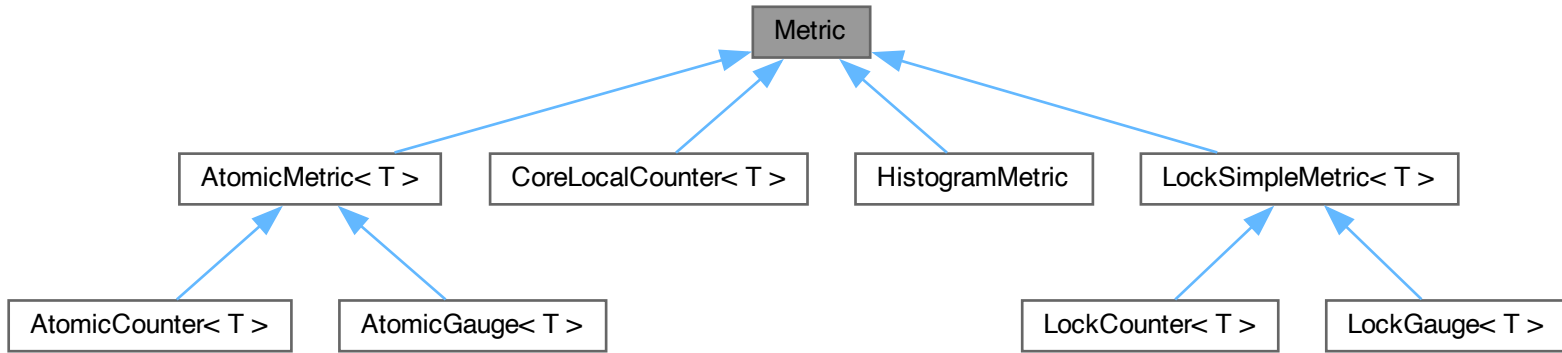 Metric
AtomicMetric< T >
CoreLocalCounter< T >
HistogramMetric
LockSimpleMetric< T >
AtomicCounter< T >
AtomicGauge< T >
LockCounter< T >
LockGauge< T >